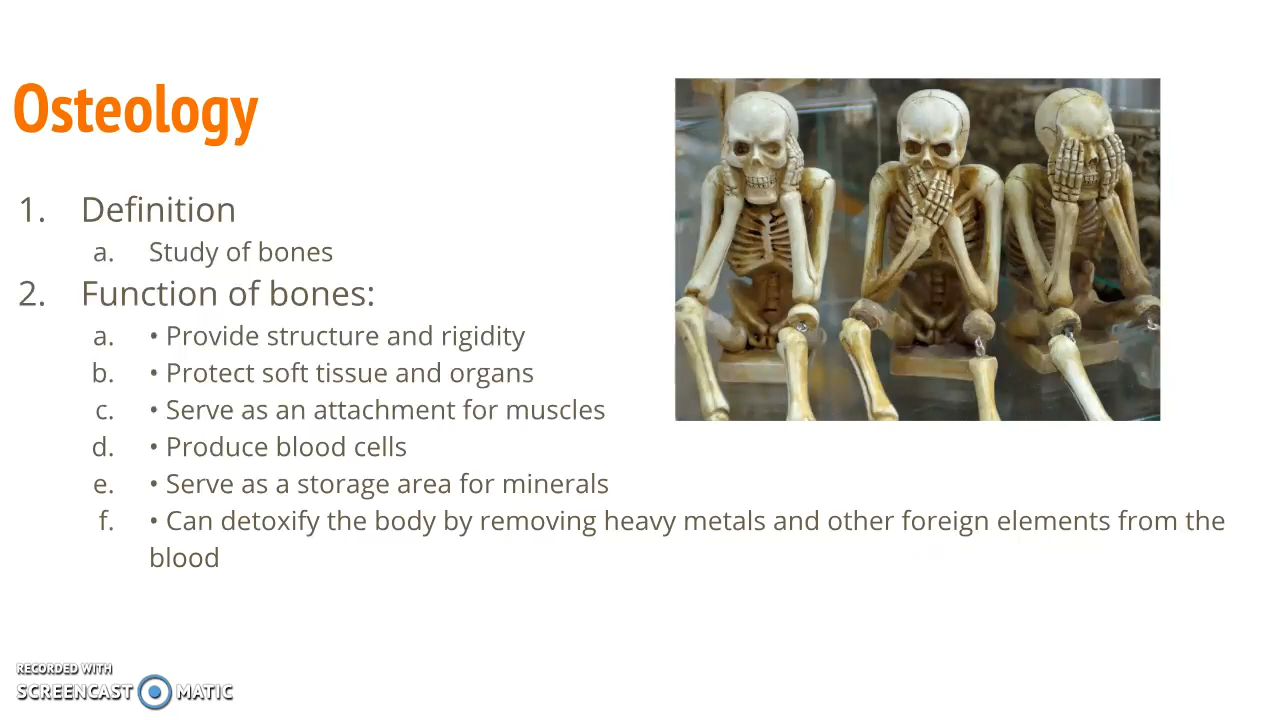 Osteology
1. Definition
a. Study of bones
2. Function of bones:
a. • Provide structure and rigidity
b. • Protect soft tissue and organs
c. • Serve as an attachment for muscles
d. • Produce blood cells
e. • Serve as a storage area for minerals
f. • Can detoxify the body by removing heavy metals and other foreign elements from the
blood
RECORDED WITH
SCREENCAST MATIC